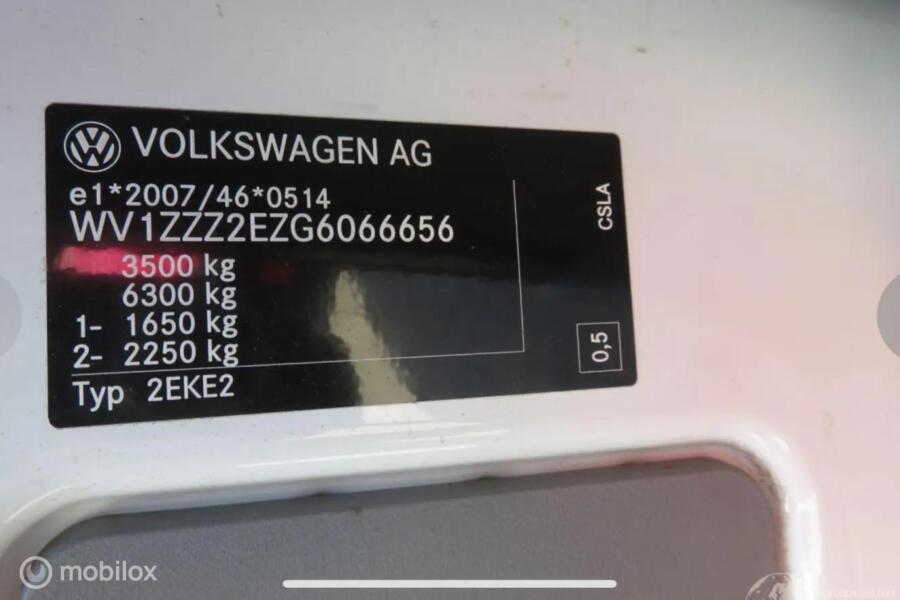 VOLKSWAGEN AG
e1*2007/46*0514
WV1ZZZ2EZG6066656
3500 kg
6300 kg
1- 1650 kg
2- 2250 kg
Typ 2EKE2
CSLA
0,5
mobilox